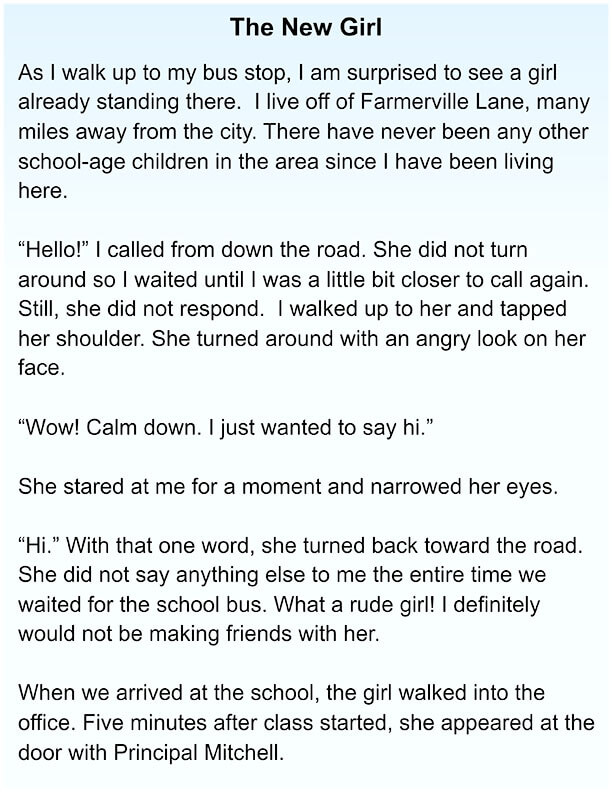 The New Girl
As I walk up to my bus stop, I am surprised to see a girl
already standing there.  I live off of Farmerville Lane, many
miles away from the city. There have never been any other
school-age children in the area since I have been living
here.
“Hello!” I called from down the road. She did not turn
around so I waited until I was a little bit closer to call again.
Still, she did not respond.  I walked up to her and tapped
her shoulder. She turned around with an angry look on her
face.
“Wow! Calm down. I just wanted to say hi.”
She stared at me for a moment and narrowed her eyes.
“Hi.” With that one word, she turned back toward the road.
She did not say anything else to me the entire time we
waited for the school bus. What a rude girl! I definitely
would not be making friends with her.
When we arrived at the school, the girl walked into the
office. Five minutes after class started, she appeared at the
door with Principal Mitchell.